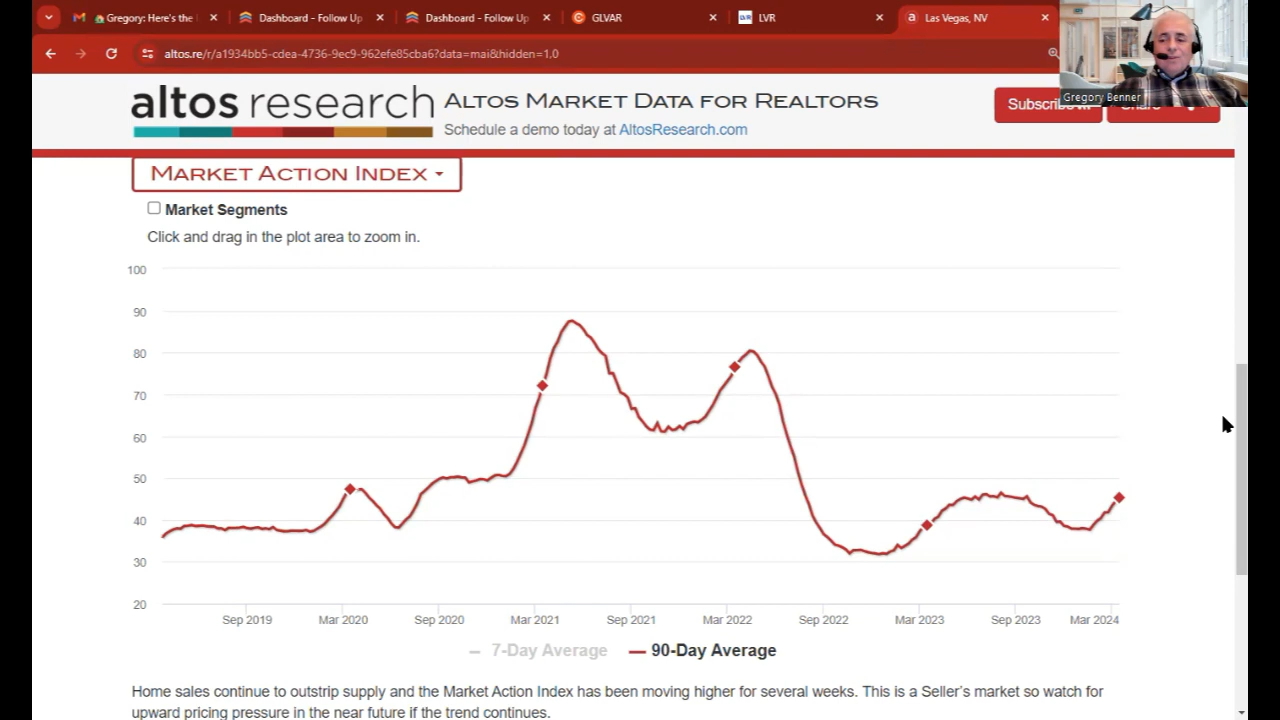 Gregory: Here's the
Dashboard - Follow Up
Dashboard - Follow Up
GLVAR
LVR
Las Vegas, NV
altos.re/r/a1934bb5-cdea-4736-9ec9-962efe85cba6?data=mai&hidden=1,0
Gregory Benner
altos research
ALTOS MARKET DATA FOR REALTORS
Schedule a demo today at AltosResearch.com
Subscribe
Share
MARKET ACTION INDEX
Market Segments
Click and drag in the plot area to zoom in.
100
90
80
70
60
50
40
30
20
Sep 2019
Mar 2020
Sep 2020
Mar 2021
Sep 2021
Mar 2022
Sep 2022
Mar 2023
Sep 2023
Mar 2024
7-Day Average
90-Day Average
Home sales continue to outstrip supply and the Market Action Index has been moving higher for several weeks. This is a Seller's market so watch for
upward pricing pressure in the near future if the trend continues.